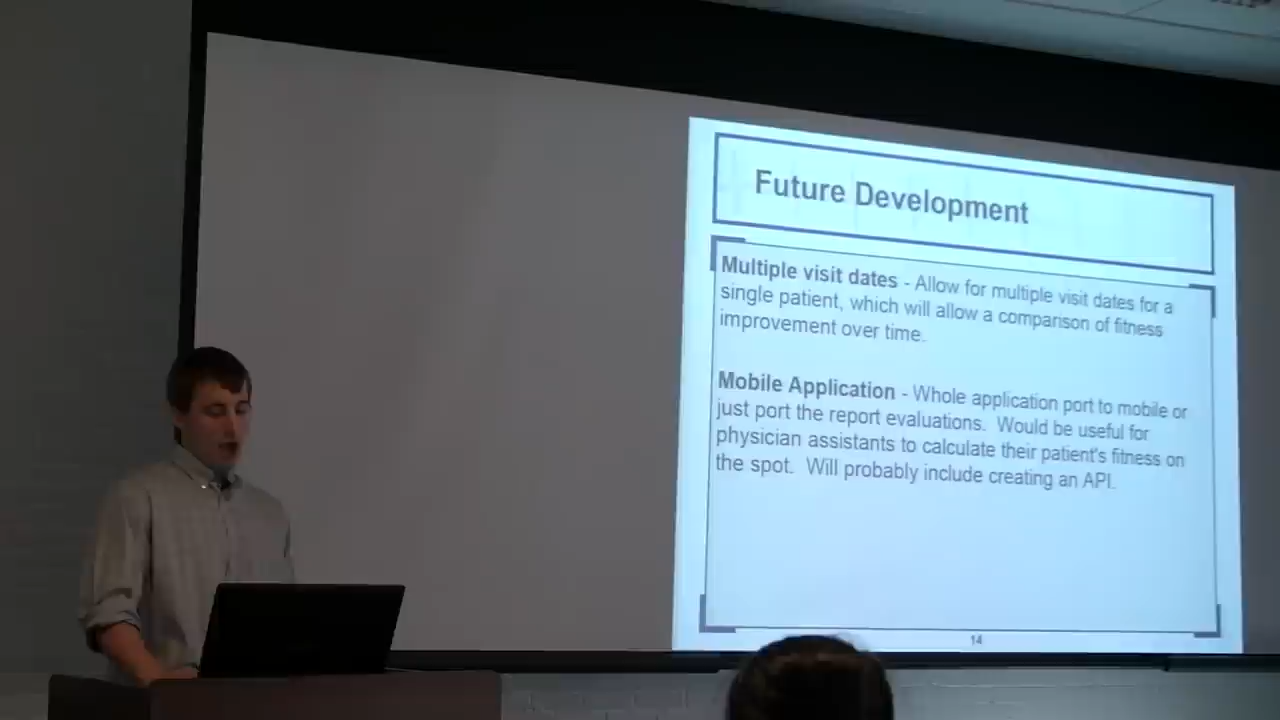 Future Development
Multiple visit dates - Allow for multiple visit dates for a
single patient, which will allow a comparison of fitness
improvement over time.
Mobile Application - Whole application port to mobile or
just port the report evaluations.  Would be useful for
physician assistants to calculate their patient's fitness on
the spot.  Will probably include creating an API.
14